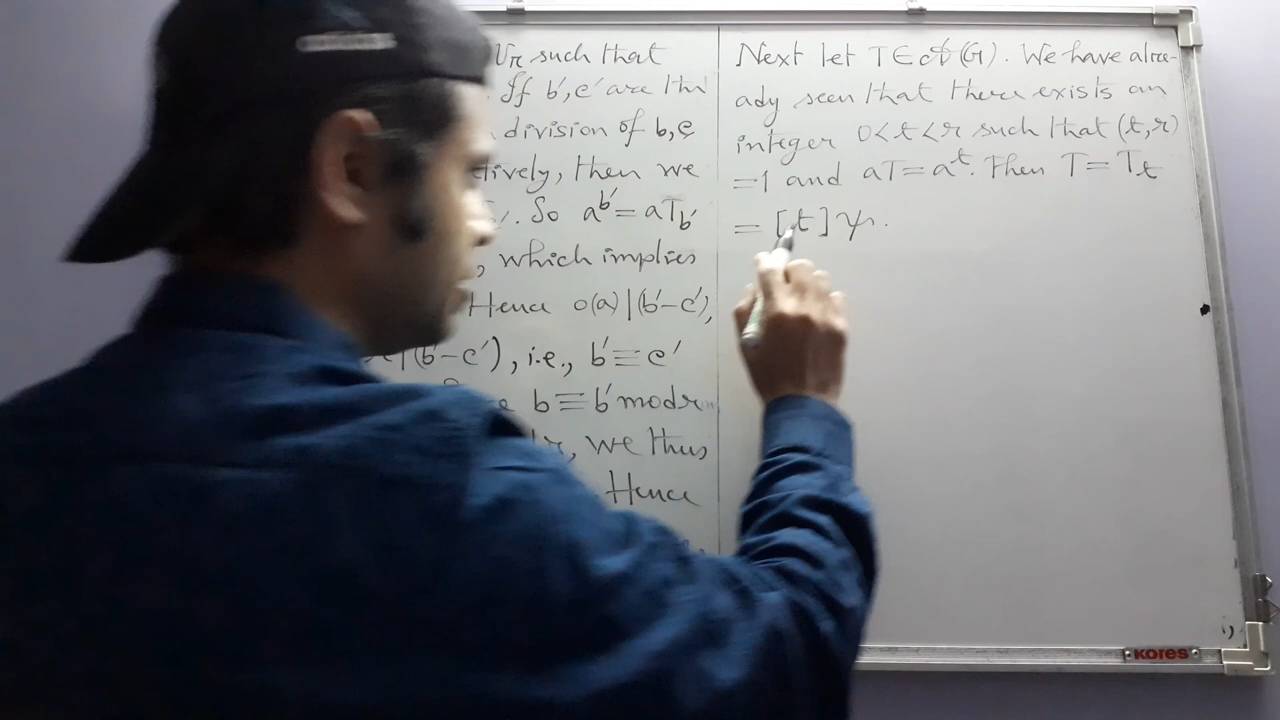 Ur such that
. If b', c' are the
division of b, c
tively, then we
. So a^b' = aT_b'
, which implies
Hence o(a) | (b'-c'),
r | (b'-c'), i.e., b' ≡ c'
b ≡ b' mod r
r, we thus
Hence
Next let T ∈ 𝒜(G). We have alre-
ady seen that there exists an
integer 0<t<r such that (t,r)
=1 and aT = a^t. Then T = T_t
= [t]ψ.
KORES